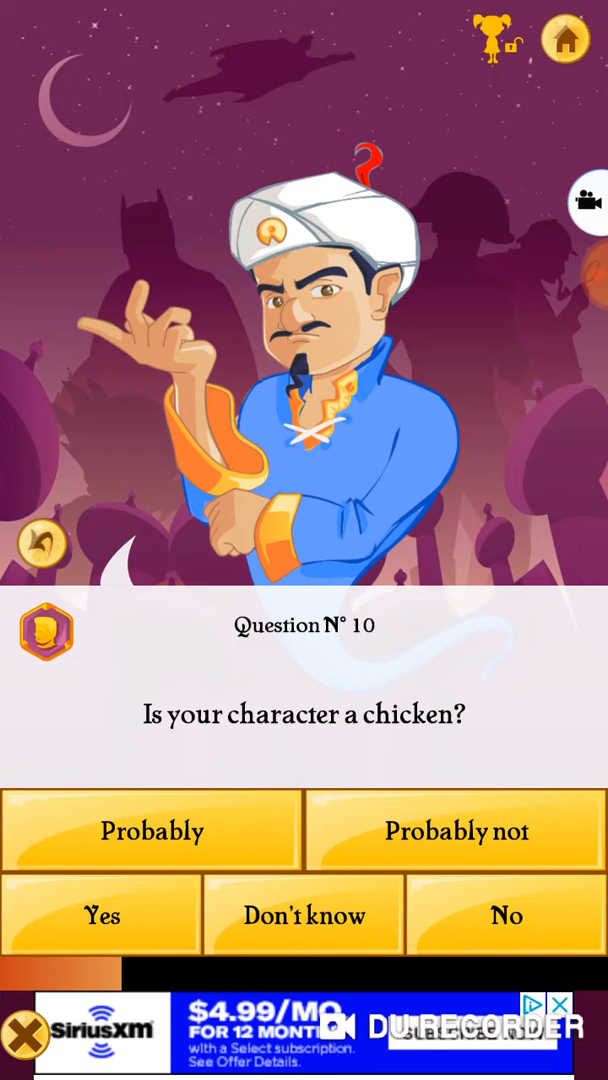 Question N° 10
Is your character a chicken?
Probably
Probably not
Yes
Don't know
No
SiriusXM
$4.99/MO
FOR 12 MONT
with a Select subscription.
See Offer Details.
DU RECORDER